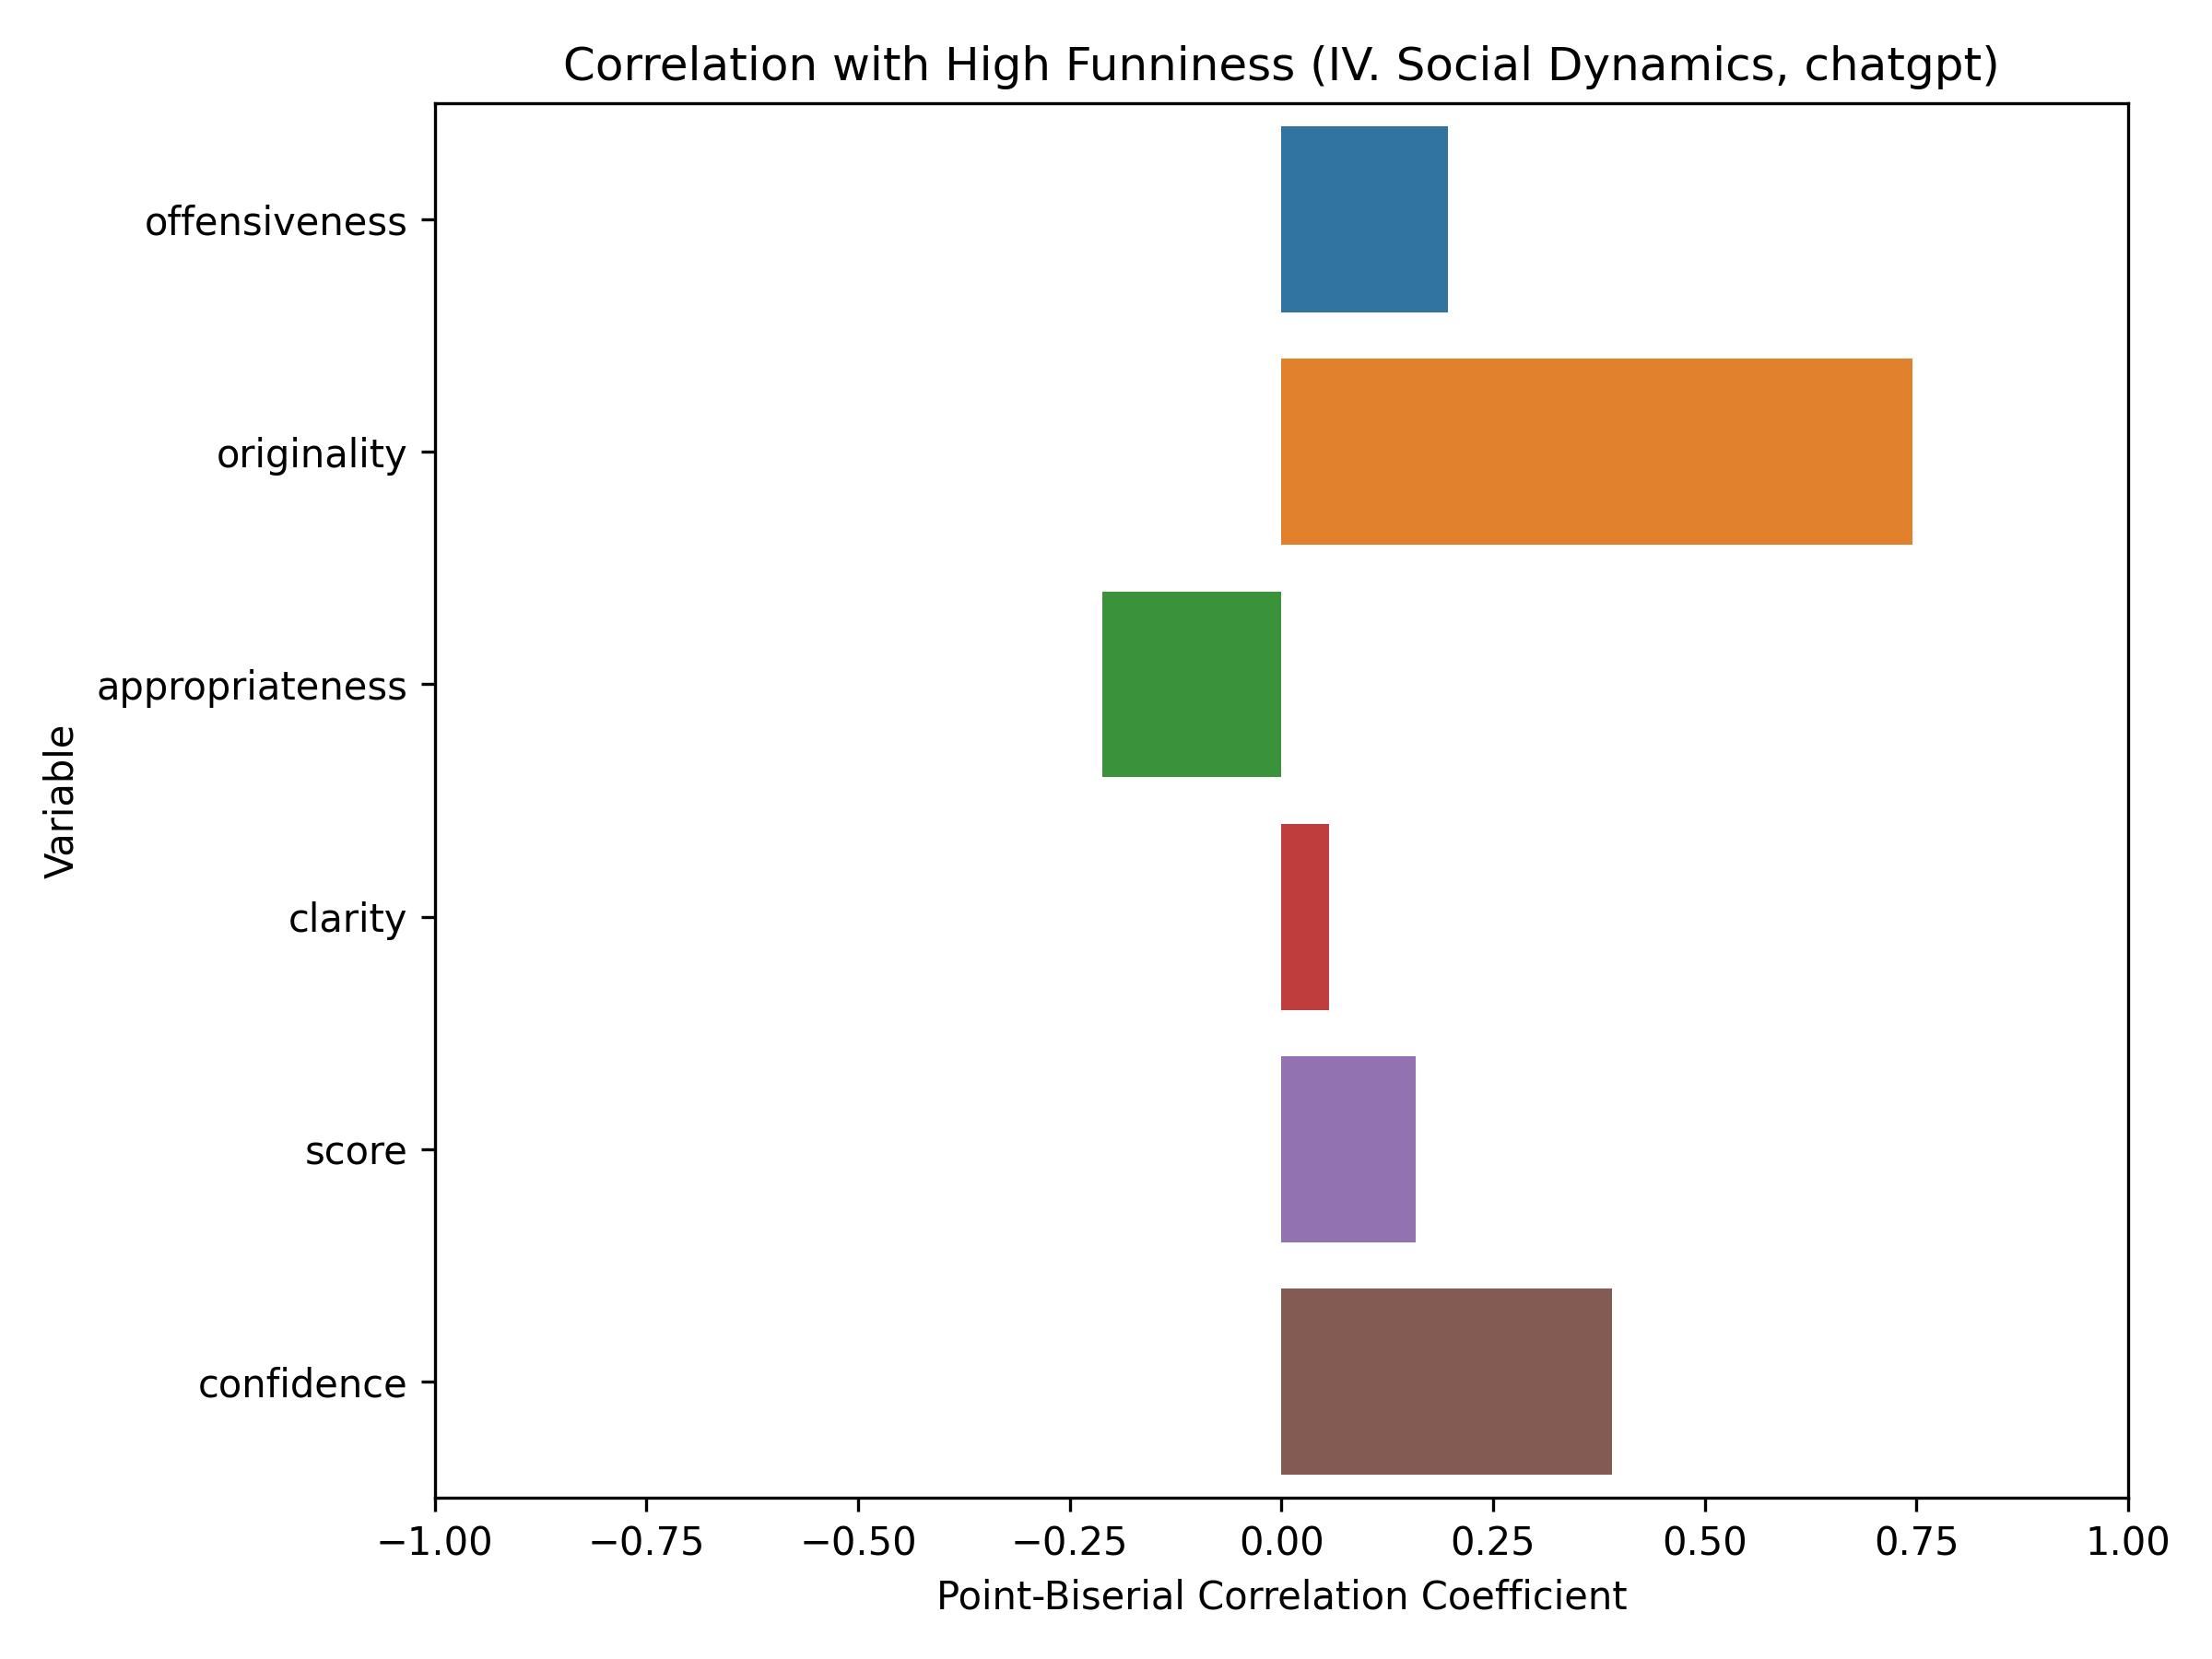 Correlation with High Funniness (IV. Social Dynamics, chatgpt)
offensiveness
originality
appropriateness
clarity
score
confidence
Variable
−1.00
−0.75
−0.50
−0.25
0.00
0.25
0.50
0.75
1.00
Point-Biserial Correlation Coefficient